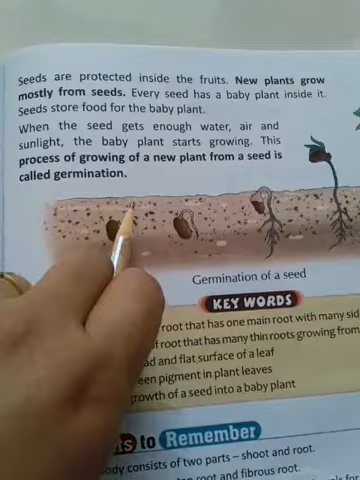 Seeds are protected inside the fruits. New plants grow
mostly from seeds. Every seed has a baby plant inside it.
Seeds store food for the baby plant.
When the seed gets enough water, air and
sunlight, the baby plant starts growing. This
process of growing of a new plant from a seed is
called germination.
Germination of a seed
KEY WORDS
root that has one main root with many
root that has many thin roots growing from
and flat surface of a leaf
pigment in plant leaves
growth of a seed into a baby plant
to Remember
consists of two parts – shoot and root.
root and fibrous root.